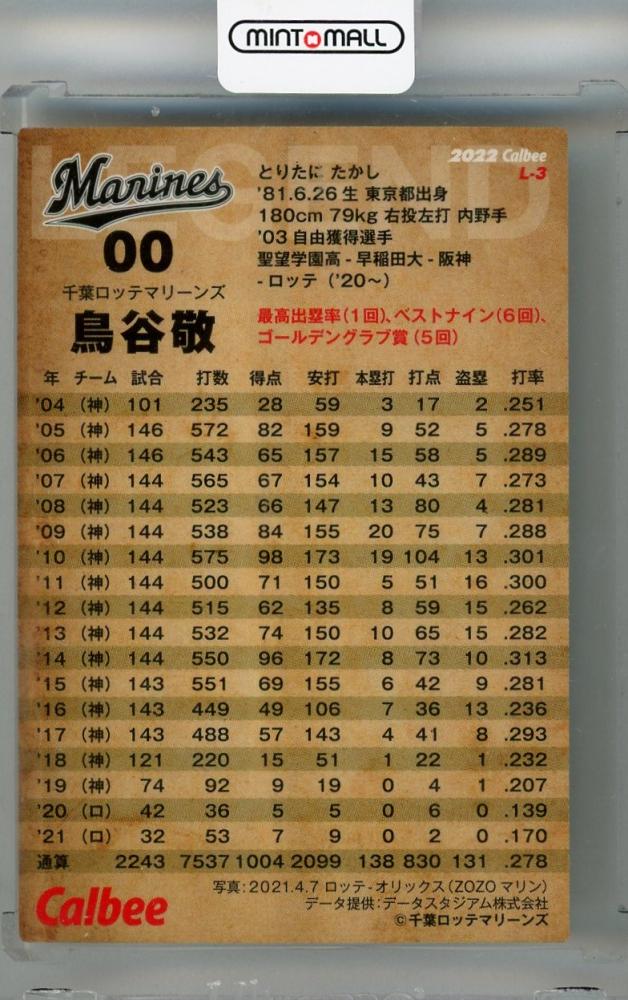 MINT MALL
LEGEND
2022 Calbee
L-3
Marines
00
千葉ロッテマリーンズ
鳥谷敬
とりたに たかし
'81.6.26生 東京都出身
180cm 79kg 右投左打 内野手
'03 自由獲得選手
聖望学園高 - 早稲田大 - 阪神
- ロッテ（'20〜）
最高出塁率(1回)、ベストナイン(6回)、
ゴールデングラブ賞(5回)
年 チーム 試合 打数 得点 安打 本塁打 打点 盗塁 打率
'04 (神) 101 235 28 59 3 17 2 .251
'05 (神) 146 572 82 159 9 52 5 .278
'06 (神) 146 543 65 157 15 58 5 .289
'07 (神) 144 565 67 154 10 43 7 .273
'08 (神) 144 523 66 147 13 80 4 .281
'09 (神) 144 538 84 155 20 75 7 .288
'10 (神) 144 575 98 173 19 104 13 .301
'11 (神) 144 500 71 150 5 51 16 .300
'12 (神) 144 515 62 135 8 59 15 .262
'13 (神) 144 532 74 150 10 65 15 .282
'14 (神) 144 550 96 172 8 73 10 .313
'15 (神) 143 551 69 155 6 42 9 .281
'16 (神) 143 449 49 106 7 36 13 .236
'17 (神) 143 488 57 143 4 41 8 .293
'18 (神) 121 220 15 51 1 22 1 .232
'19 (神) 74 92 9 19 0 4 1 .207
'20 (ロ) 42 36 5 5 0 6 0 .139
'21 (ロ) 32 53 7 9 0 2 0 .170
通算 2243 7537 1004 2099 138 830 131 .278
Calbee
写真：2021.4.7 ロッテ - オリックス（ZOZOマリン）
データ提供：データスタジアム株式会社
©千葉ロッテマリーンズ